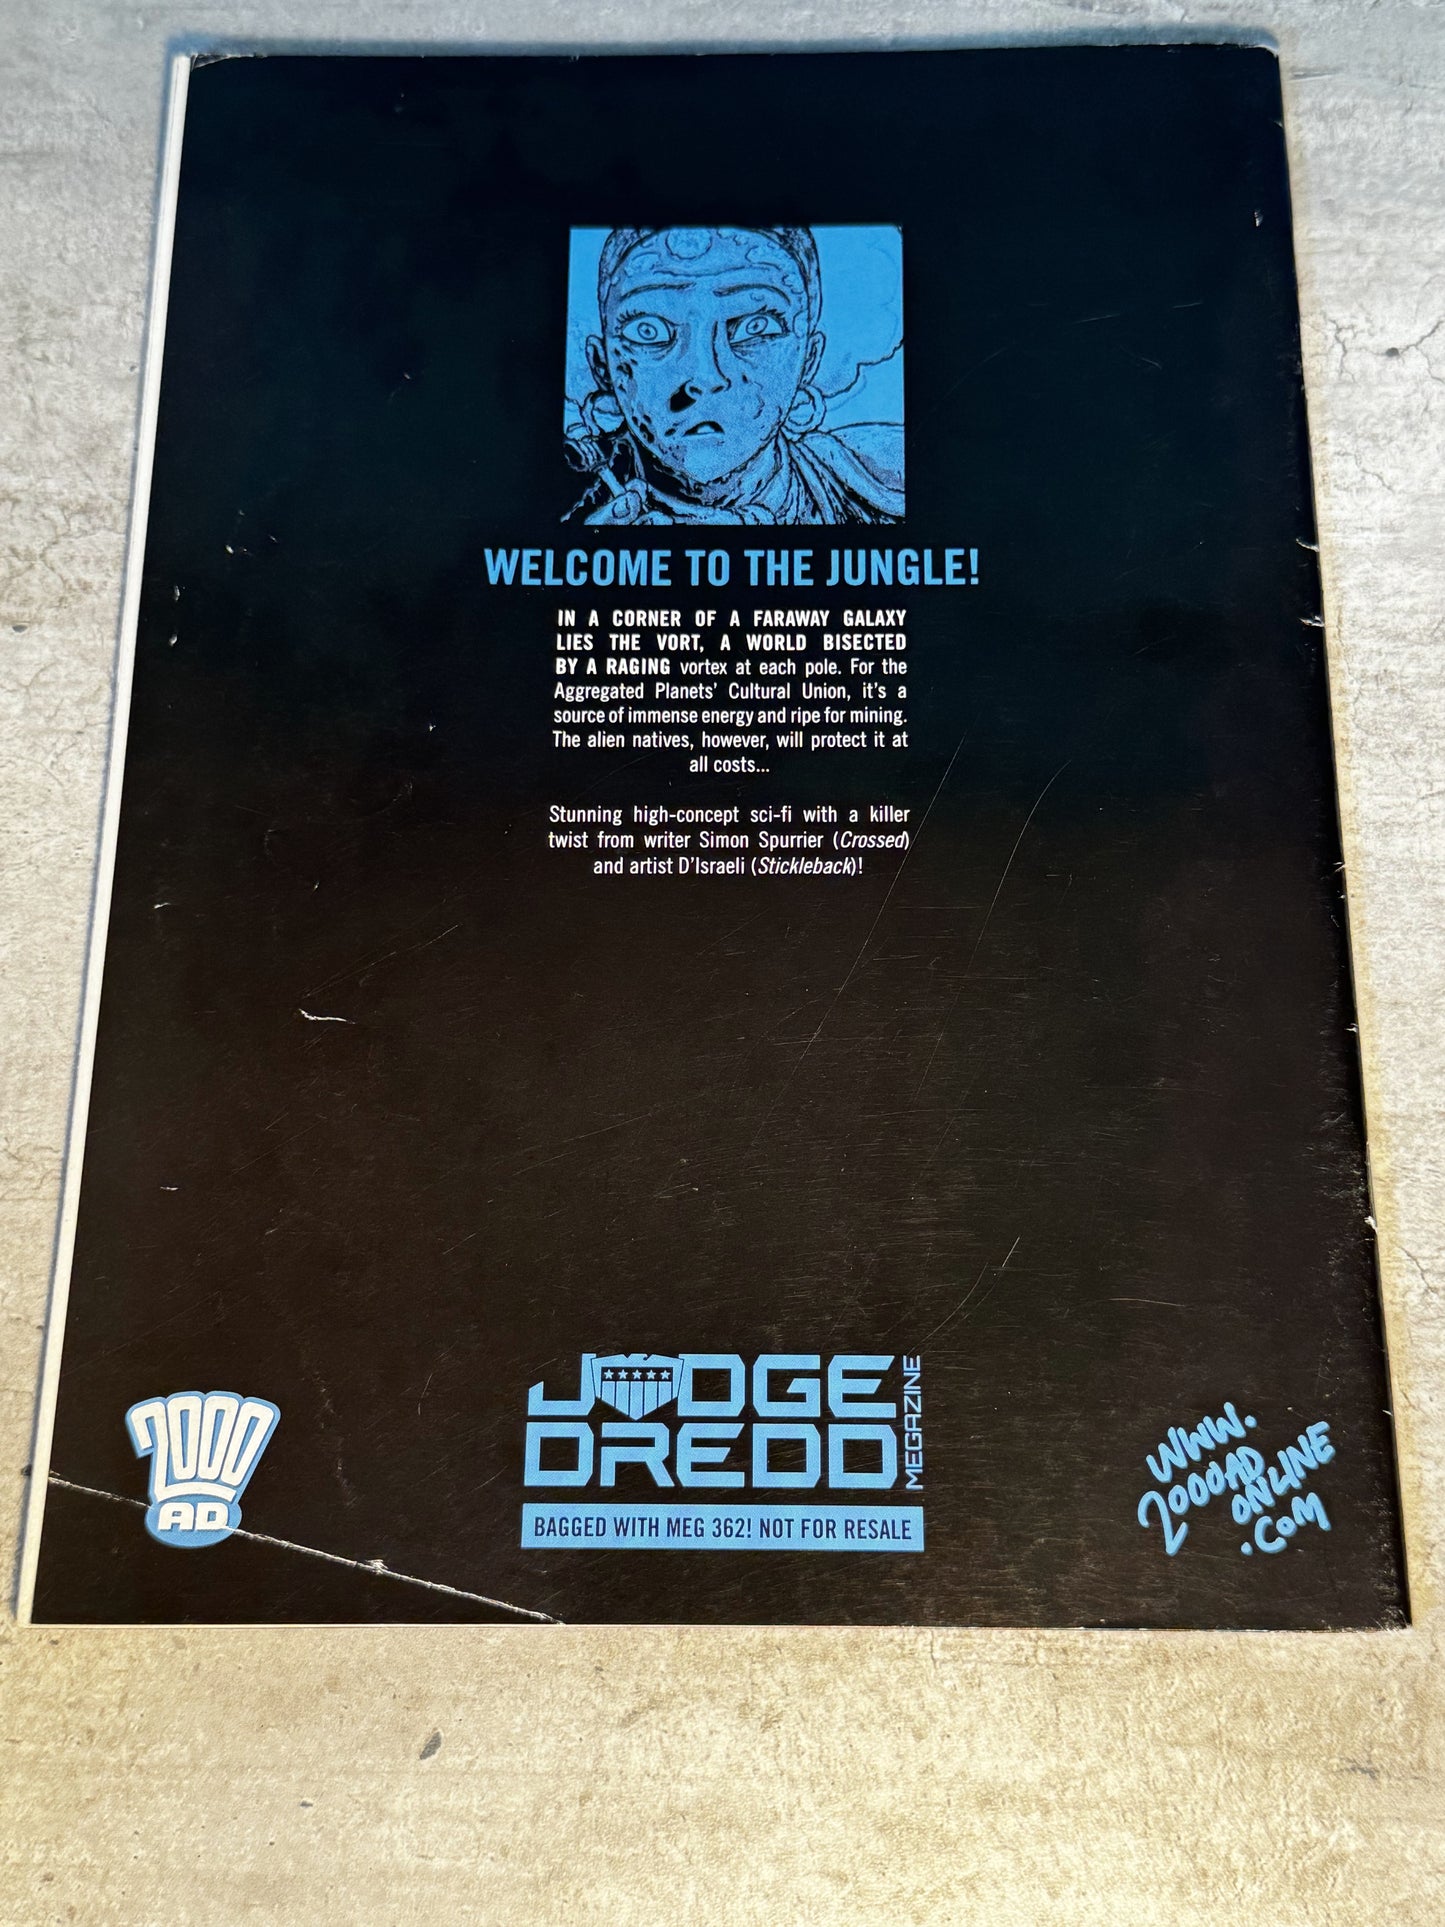 WELCOME TO THE JUNGLE!
IN A CORNER OF A FARAWAY GALAXY
LIES THE VORT, A WORLD BISECTED
BY A RAGING vortex at each pole. For the
Aggregated Planets' Cultural Union, it's a
source of immense energy and ripe for mining.
The alien natives, however, will protect it at
all costs...
Stunning high-concept sci-fi with a killer
twist from writer Simon Spurrier (Crossed)
and artist D'Israeli (Stickleback)!
2000
AD
JUDGE
DREDD
MEGAZINE
BAGGED WITH MEG 362! NOT FOR RESALE
WWW.
2000AD
ONLINE
.COM